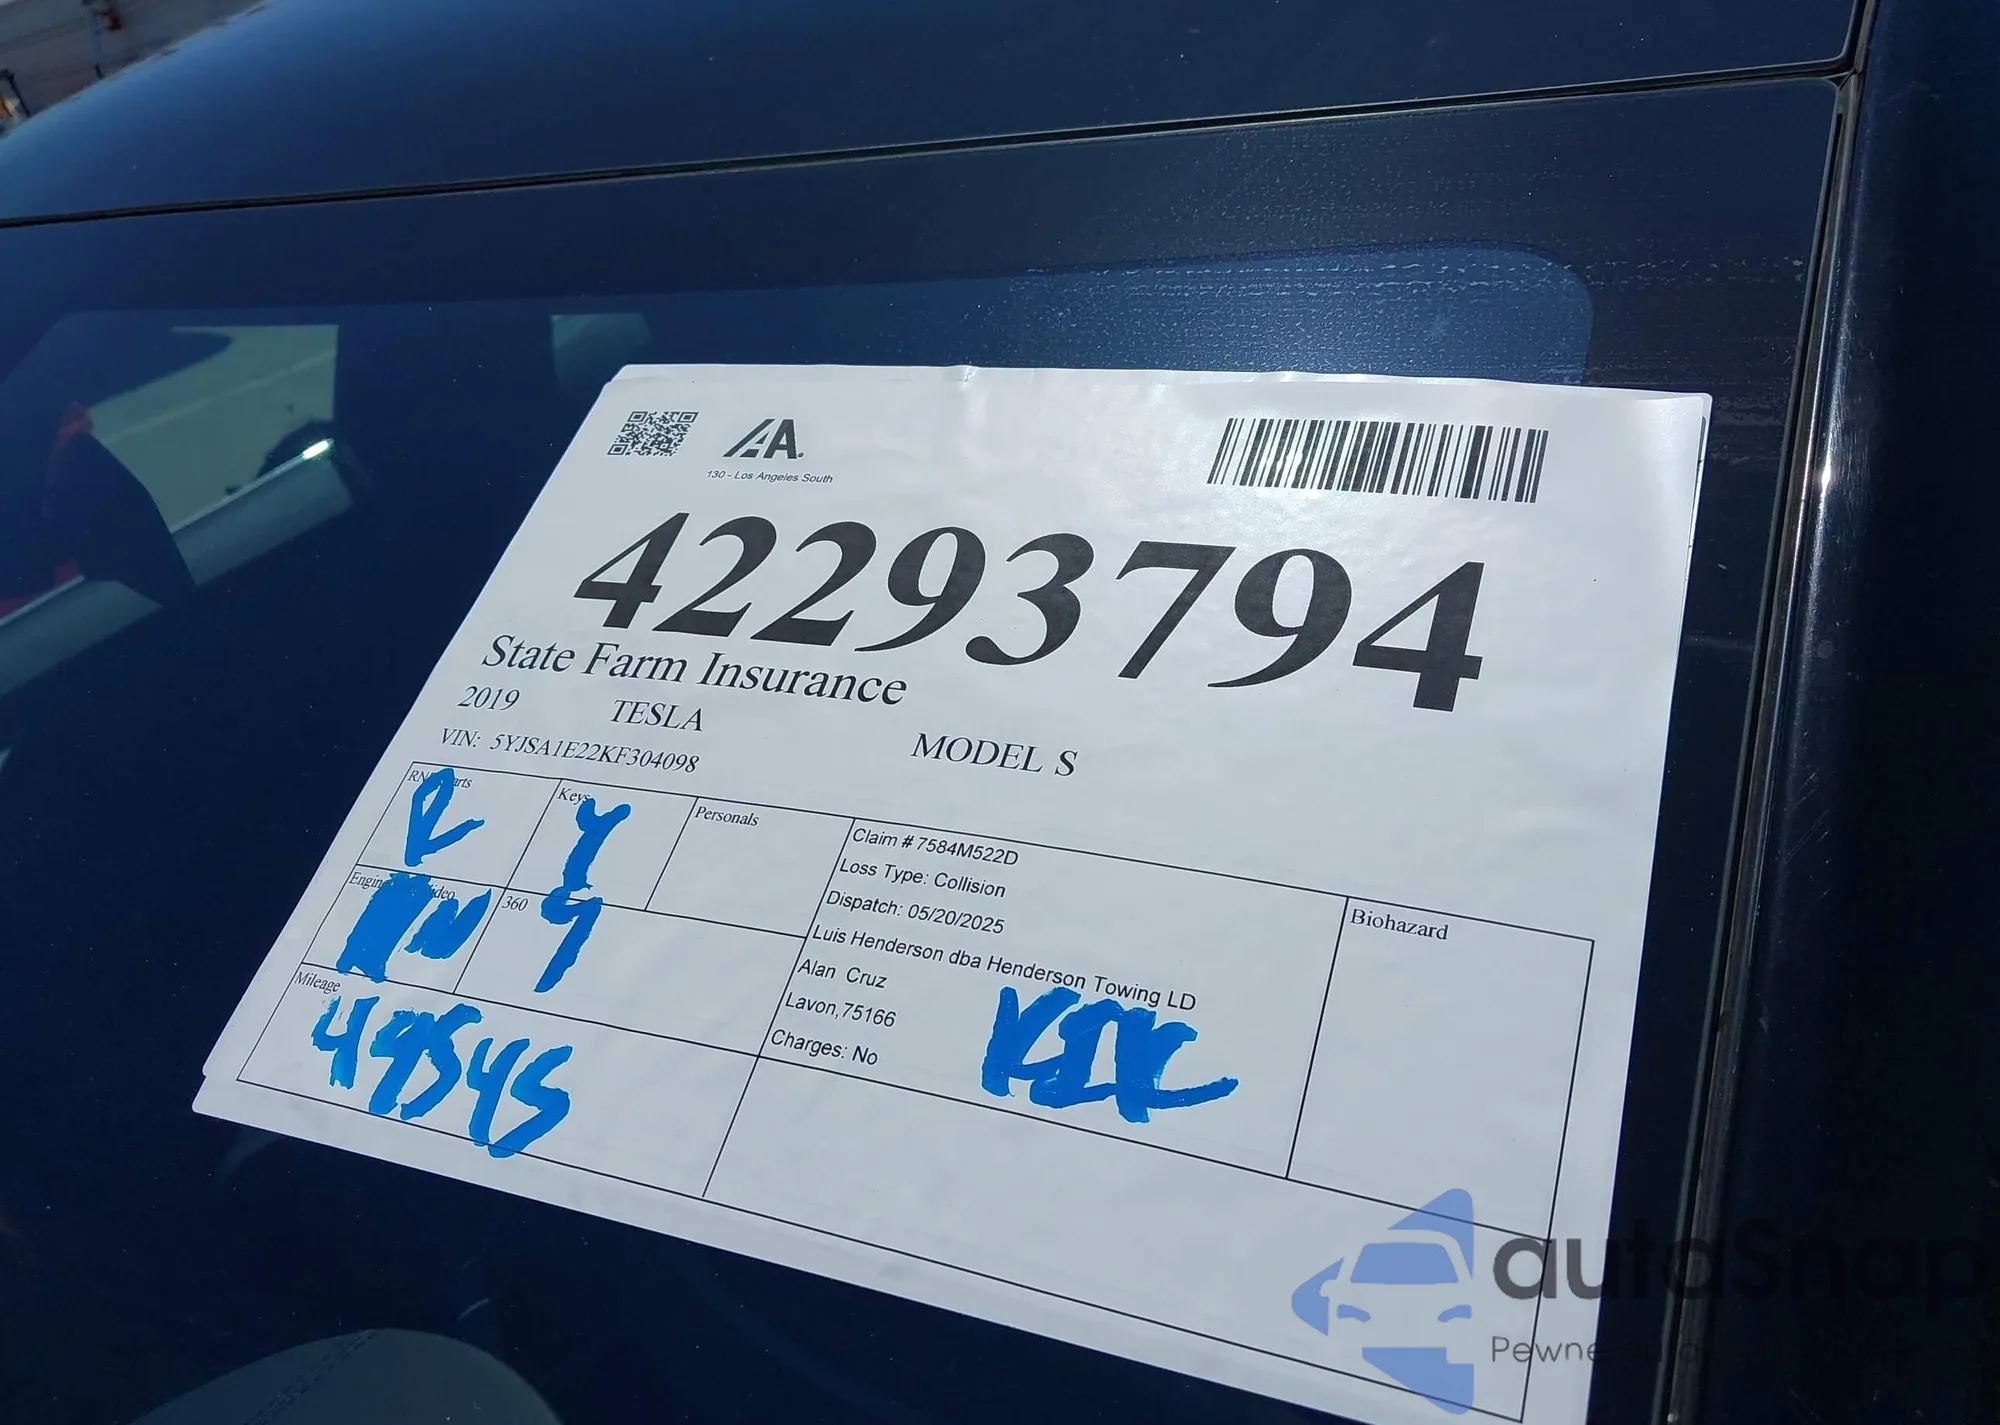 IAA.
130 - Los Angeles South
42293794
State Farm Insurance
2019 TESLA MODEL S
VIN: 5YJSA1E22KF304098
Keys
Personals
R
Y
Claim # 7584M522D
Loss Type: Collision
Dispatch: 05/20/2025
Luis Henderson dba Henderson Towing LD
Alan Cruz
Lavon,75166
Charges: No
Biohazard
360
N
Mileage
49545
autaSnap